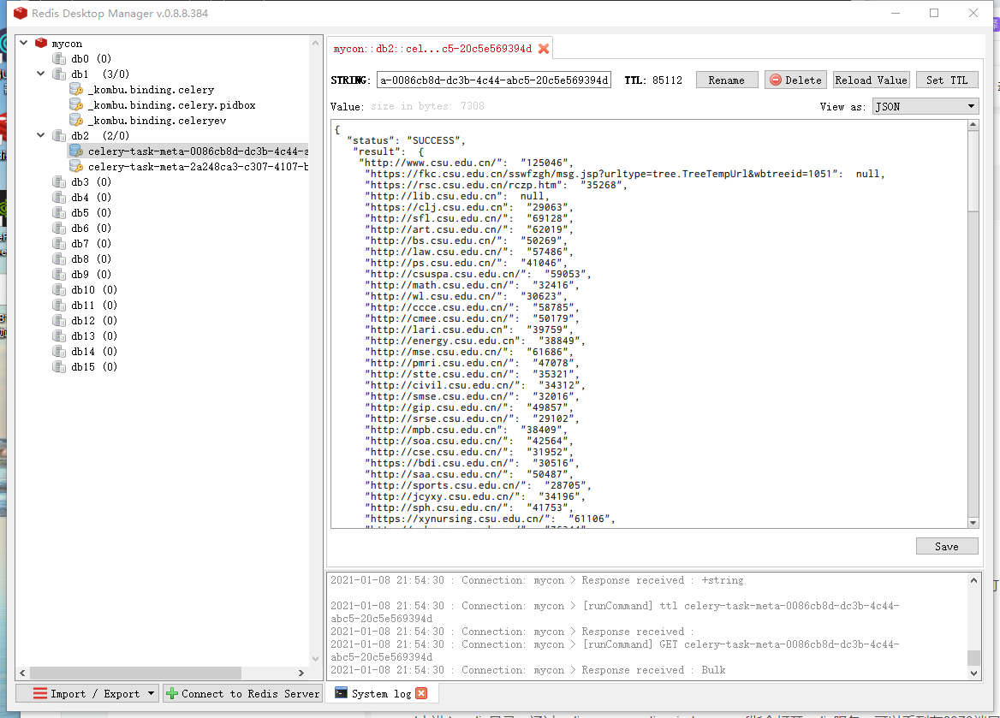 Redis Desktop Manager v.0.8.8.384
mycon
db0 (0)
db1 (3/0)
_kombu.binding.celery
_kombu.binding.celery.pidbox
_kombu.binding.celeryev
db2 (2/0)
celery-task-meta-0086cb8d-dc3b-4c44-a
celery-task-meta-2a248ca3-c307-4107-b
db3 (0)
db4 (0)
db5 (0)
db6 (0)
db7 (0)
db8 (0)
db9 (0)
db10 (0)
db11 (0)
db12 (0)
db13 (0)
db14 (0)
db15 (0)
Import / Export
Connect to Redis Server
mycon::db2::cel...c5-20c5e569394d
STRING: a-0086cb8d-dc3b-4c44-abc5-20c5e569394d TTL: 85112 Rename Delete Reload Value Set TTL
Value: size in bytes: 7308 View as: JSON
{
"status": "SUCCESS",
"result": {
"http://www.csu.edu.cn/": "125046",
"https://fkc.csu.edu.cn/sswfzgh/msg.jsp?urltype=tree.TreeTempUrl&wbtreeid=1051": null,
"https://rsc.csu.edu.cn/rczp.htm": "35268",
"http://lib.csu.edu.cn": null,
"https://clj.csu.edu.cn": "29063",
"http://sfl.csu.edu.cn/": "69128",
"http://art.csu.edu.cn/": "62019",
"http://bs.csu.edu.cn/": "50269",
"http://law.csu.edu.cn/": "57486",
"http://ps.csu.edu.cn/": "41046",
"http://csuspa.csu.edu.cn/": "59053",
"http://math.csu.edu.cn/": "32416",
"http://wl.csu.edu.cn/": "30623",
"http://ccce.csu.edu.cn/": "58785",
"http://cmee.csu.edu.cn/": "50179",
"http://lari.csu.edu.cn/": "39759",
"http://energy.csu.edu.cn": "38849",
"http://mse.csu.edu.cn/": "61686",
"http://pmri.csu.edu.cn/": "47078",
"http://stte.csu.edu.cn/": "35321",
"http://civil.csu.edu.cn/": "34312",
"http://smse.csu.edu.cn/": "32016",
"http://gip.csu.edu.cn/": "49857",
"http://srse.csu.edu.cn/": "29102",
"http://mpb.csu.edu.cn": "38409",
"http://soa.csu.edu.cn/": "42564",
"http://cse.csu.edu.cn/": "31952",
"https://bdi.csu.edu.cn/": "30516",
"http://saa.csu.edu.cn/": "50487",
"http://sports.csu.edu.cn/": "28705",
"http://jcyxy.csu.edu.cn/": "34196",
"http://sph.csu.edu.cn/": "41753",
"https://xynursing.csu.edu.cn/": "61106",
Save
2021-01-08 21:54:30 : Connection: mycon > Response received : +string
2021-01-08 21:54:30 : Connection: mycon > [runCommand] ttl celery-task-meta-0086cb8d-dc3b-4c44-
abc5-20c5e569394d
2021-01-08 21:54:30 : Connection: mycon > Response received :
2021-01-08 21:54:30 : Connection: mycon > [runCommand] GET celery-task-meta-0086cb8d-dc3b-4c44-
abc5-20c5e569394d
2021-01-08 21:54:30 : Connection: mycon > Response received : Bulk
System log